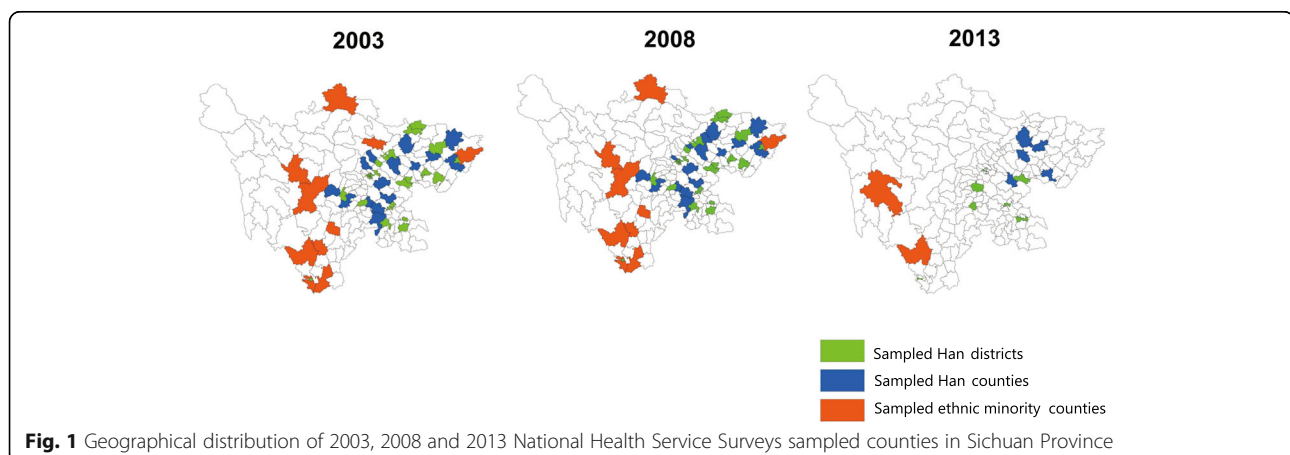 2003
2008
2013
Sampled Han districts
Sampled Han counties
Sampled ethnic minority counties
Fig. 1 Geographical distribution of 2003, 2008 and 2013 National Health Service Surveys sampled counties in Sichuan Province